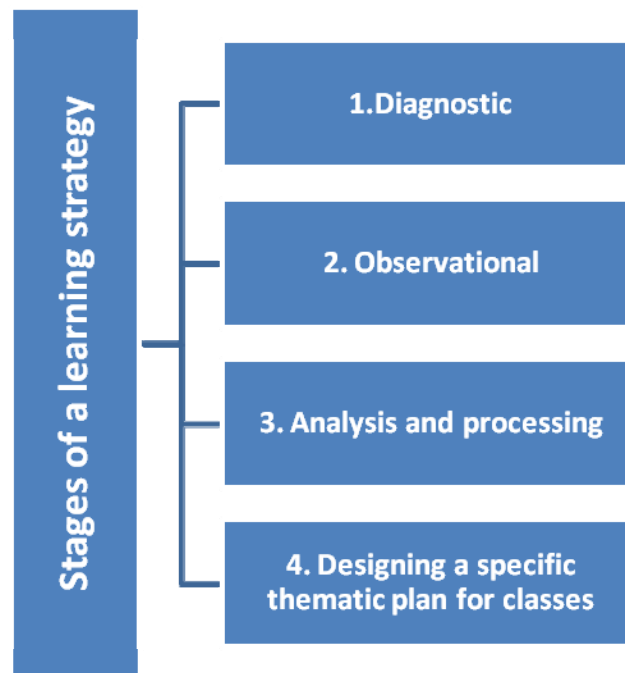 Stages of a learning strategy
1.Diagnostic
2. Observational
3. Analysis and processing
4. Designing a specific
thematic plan for classes